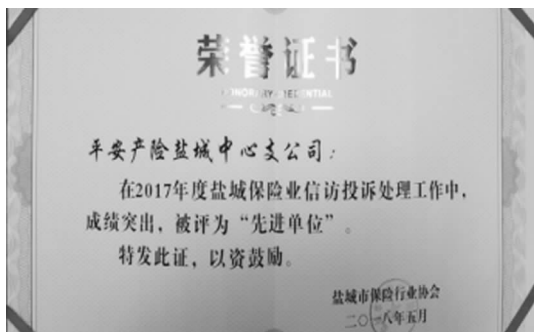 荣誉证书
HONORARY CREDENTIAL
平安产险盐城中心支公司：
在2017年度盐城保险业信访投诉处理工作中，
成绩突出，被评为“先进单位”。
特发此证，以资鼓励。
盐城市保险行业协会
二〇一八年五月